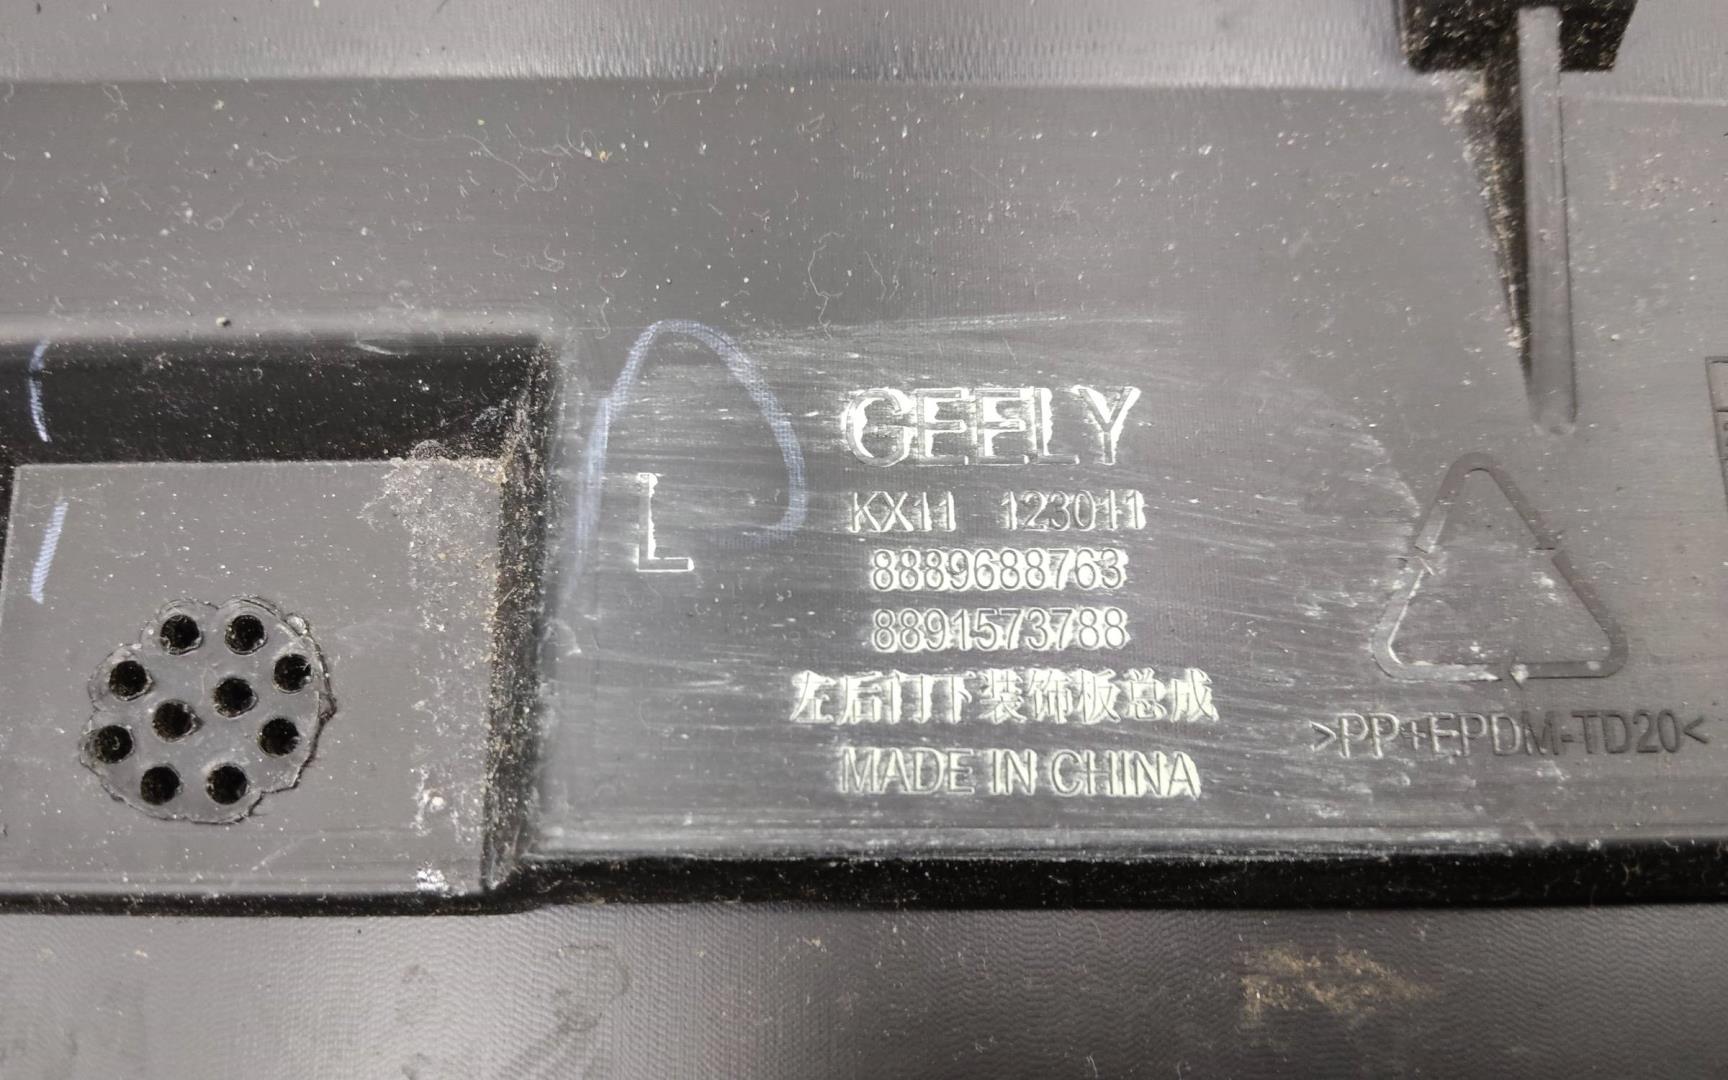 GEELY
L
KX11 123011
8889688763
8891573788
左后门下装饰板总成
MADE IN CHINA
>PP+EPDM-TD20<